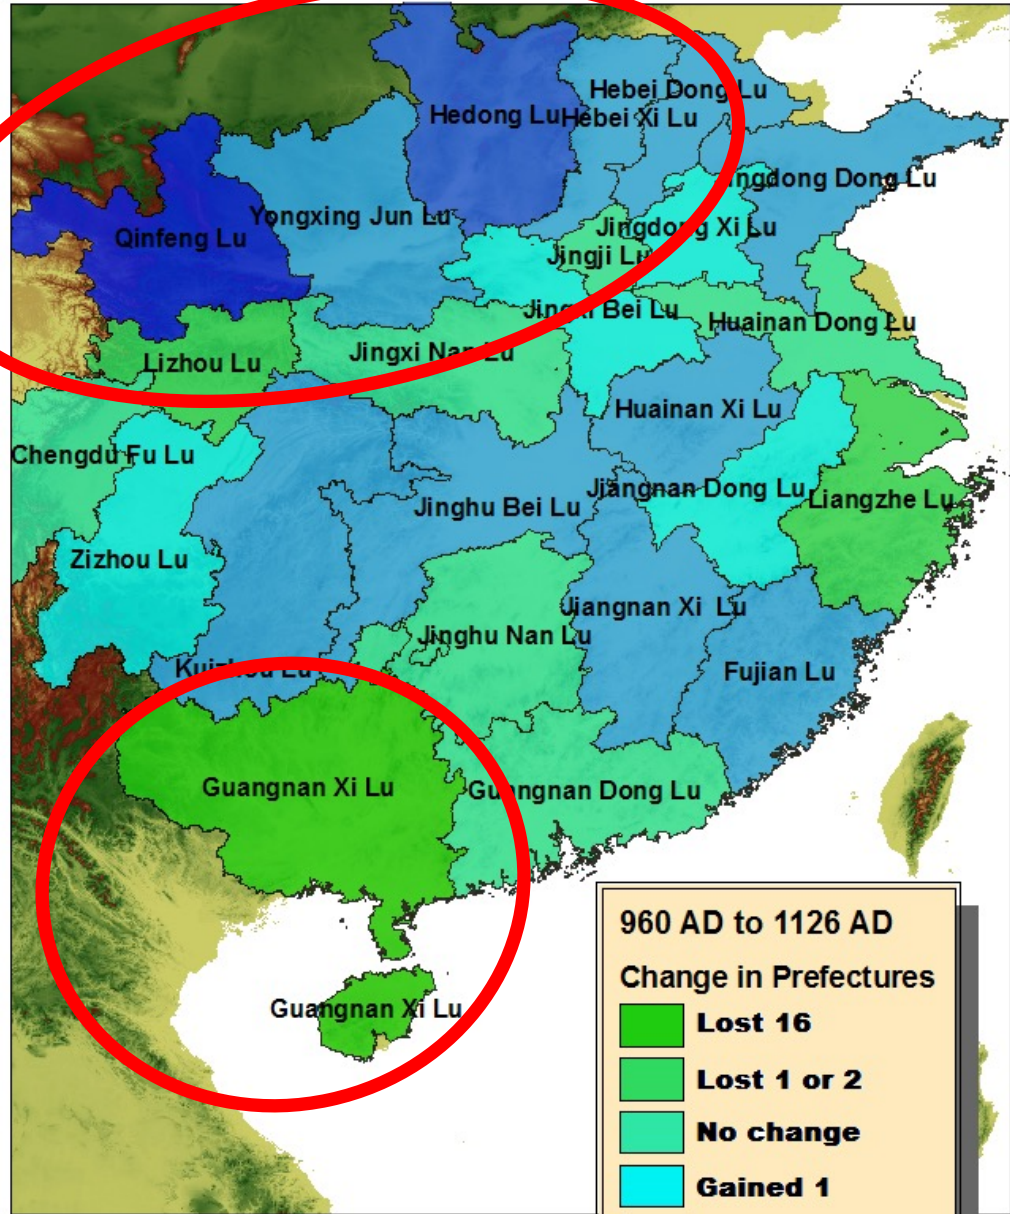 Hebei Dong Lu
Hedong Lu
Hebei Xi Lu
ngdong Dong Lu
Yongxing Jun Lu
Jingdong Xi Lu
Qinfeng Lu
Jingji Lu
Jingxi Bei Lu
Huainan Dong Lu
Lizhou Lu
Jingxi Nan Lu
Huainan Xi Lu
Chengdu Fu Lu
Jiangnan Dong Lu
Liangzhe Lu
Jinghu Bei Lu
Zizhou Lu
Jiangnan Xi Lu
Jinghu Nan Lu
Kuizhou Lu
Fujian Lu
Guangnan Xi Lu
Guangnan Dong Lu
Guangnan Xi Lu
960 AD to 1126 AD
Change in Prefectures
Lost 16
Lost 1 or 2
No change
Gained 1